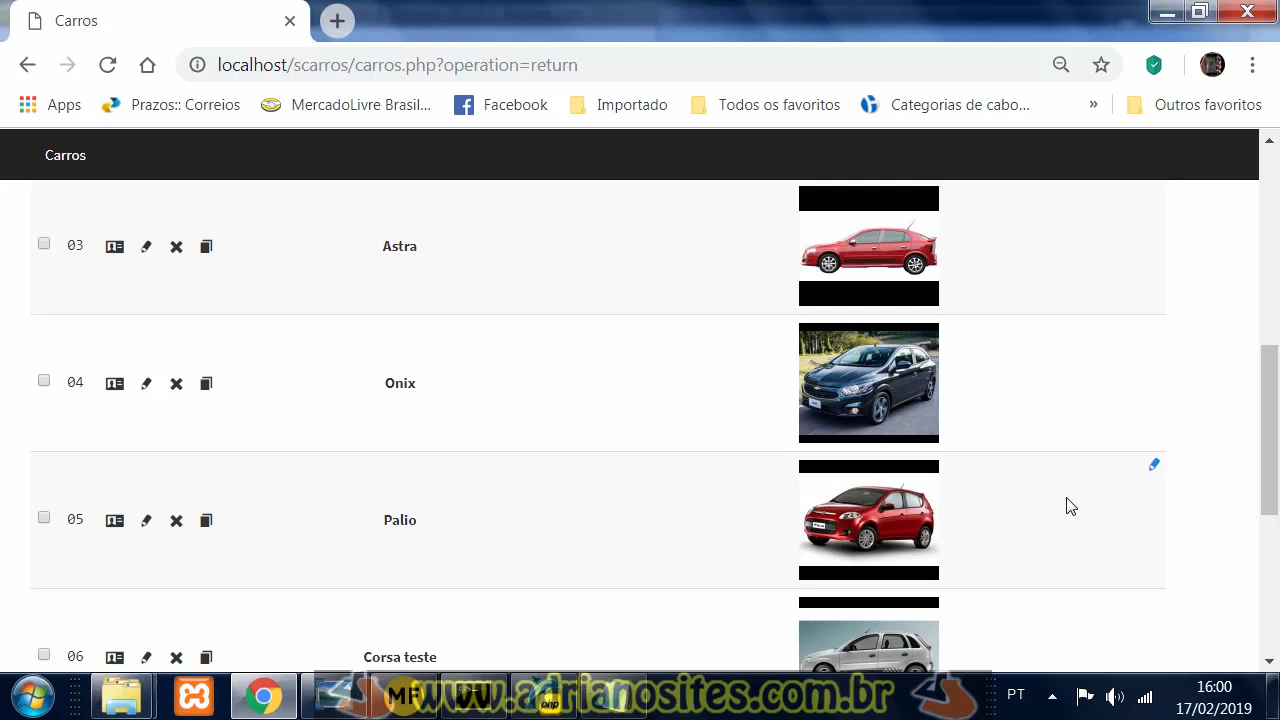 Carros
localhost/scarros/carros.php?operation=return
Apps
Prazos:: Correios
MercadoLivre Brasil...
Facebook
Importado
Todos os favoritos
Categorias de cabo...
»
Outros favoritos
Carros
03
Astra
04
Onix
05
Palio
06
Corsa teste
www.adrianosites.com.br
PT
16:00
17/02/2019